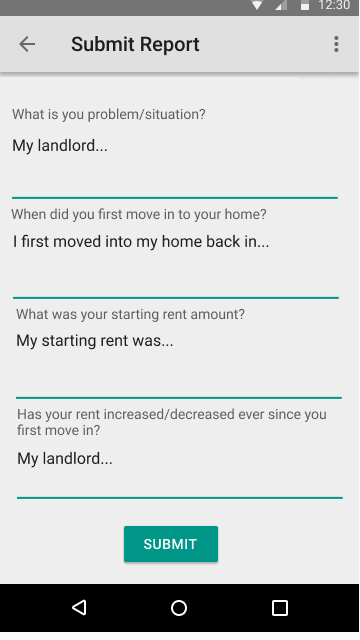 12:30
Submit Report
What is you problem/situation?
My landlord...
When did you first move in to your home?
I first moved into my home back in...
What was your starting rent amount?
My starting rent was...
Has your rent increased/decreased ever since you
first move in?
My landlord...
SUBMIT